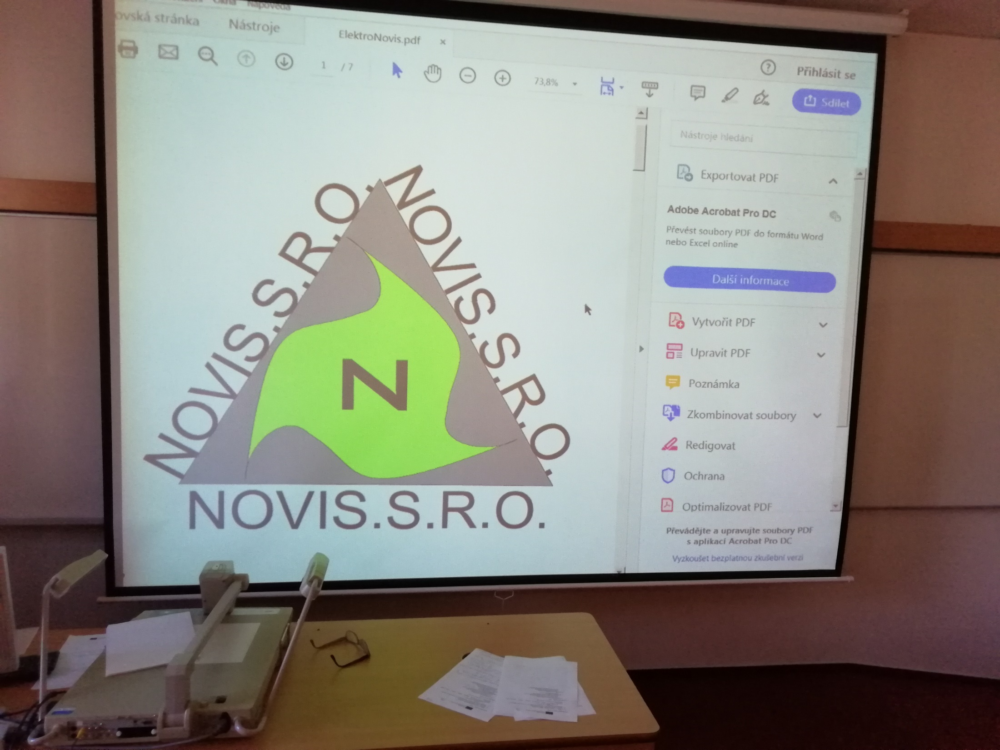 Okna Nápověda
ovská stránka Nástroje ElektroNovis.pdf ×
1 / 7 73,8%
? Přihlásit se
Sdílet
Nástroje hledání
Exportovat PDF
Adobe Acrobat Pro DC
Převést soubory PDF do formátu Word
nebo Excel online
Další informace
Vytvořit PDF
Upravit PDF
Poznámka
Zkombinovat soubory
Redigovat
Ochrana
Optimalizovat PDF
Převádějte a upravujte soubory PDF
s aplikací Acrobat Pro DC
Vyzkoušet bezplatnou zkušební verzi
NOVIS.S.R.O.
NOVIS.S.R.O.
N
NOVIS.S.R.O.